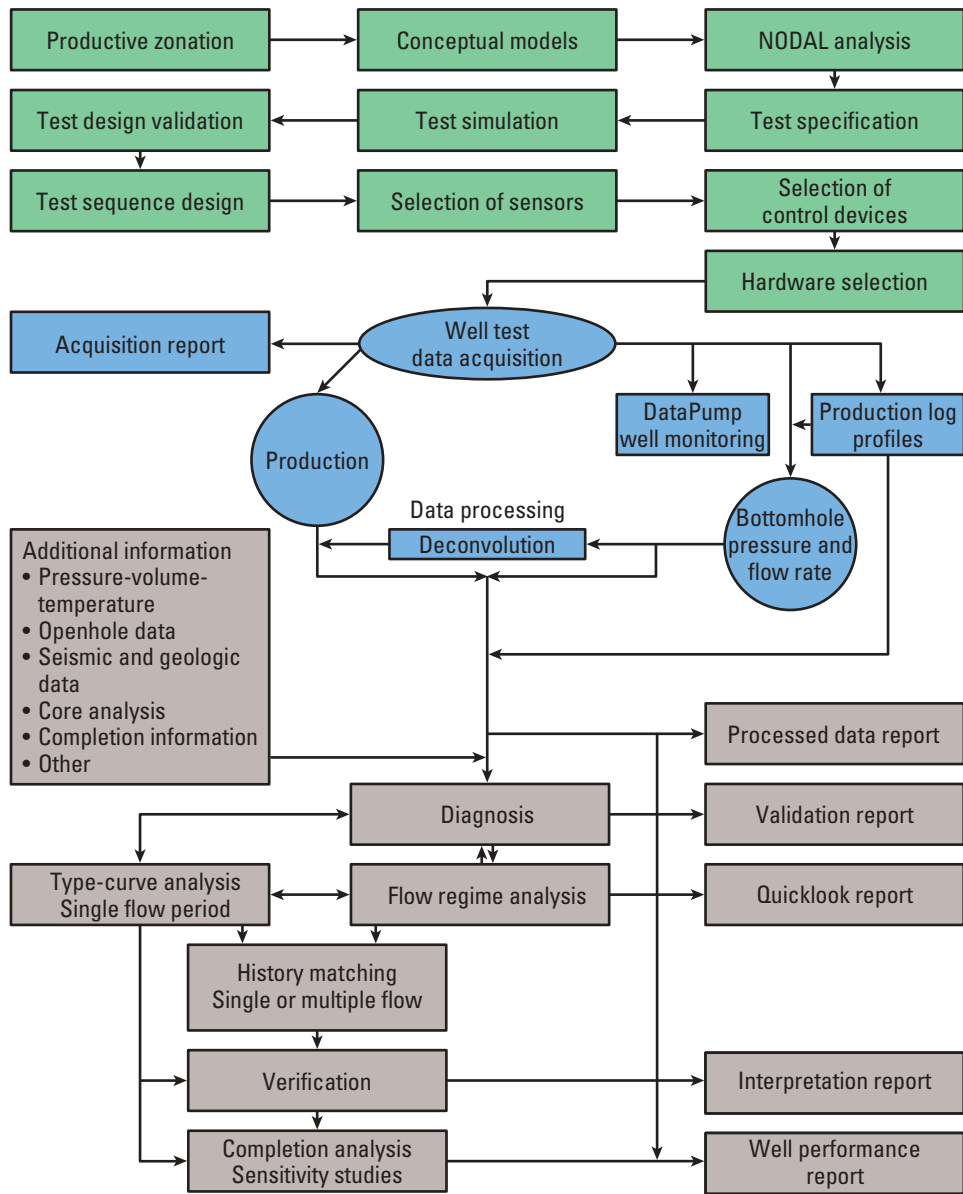 Productive zonation
Conceptual models
NODAL analysis
Test design validation
Test simulation
Test specification
Test sequence design
Selection of sensors
Selection of
control devices
Hardware selection
Acquisition report
Well test
data acquisition
Production
DataPump
well monitoring
Production log
profiles
Data processing
Deconvolution
Bottomhole
pressure and
flow rate
Additional information
• Pressure-volume-
temperature
• Openhole data
• Seismic and geologic
data
• Core analysis
• Completion information
• Other
Processed data report
Diagnosis
Validation report
Type-curve analysis
Single flow period
Flow regime analysis
Quicklook report
History matching
Single or multiple flow
Verification
Interpretation report
Completion analysis
Sensitivity studies
Well performance
report